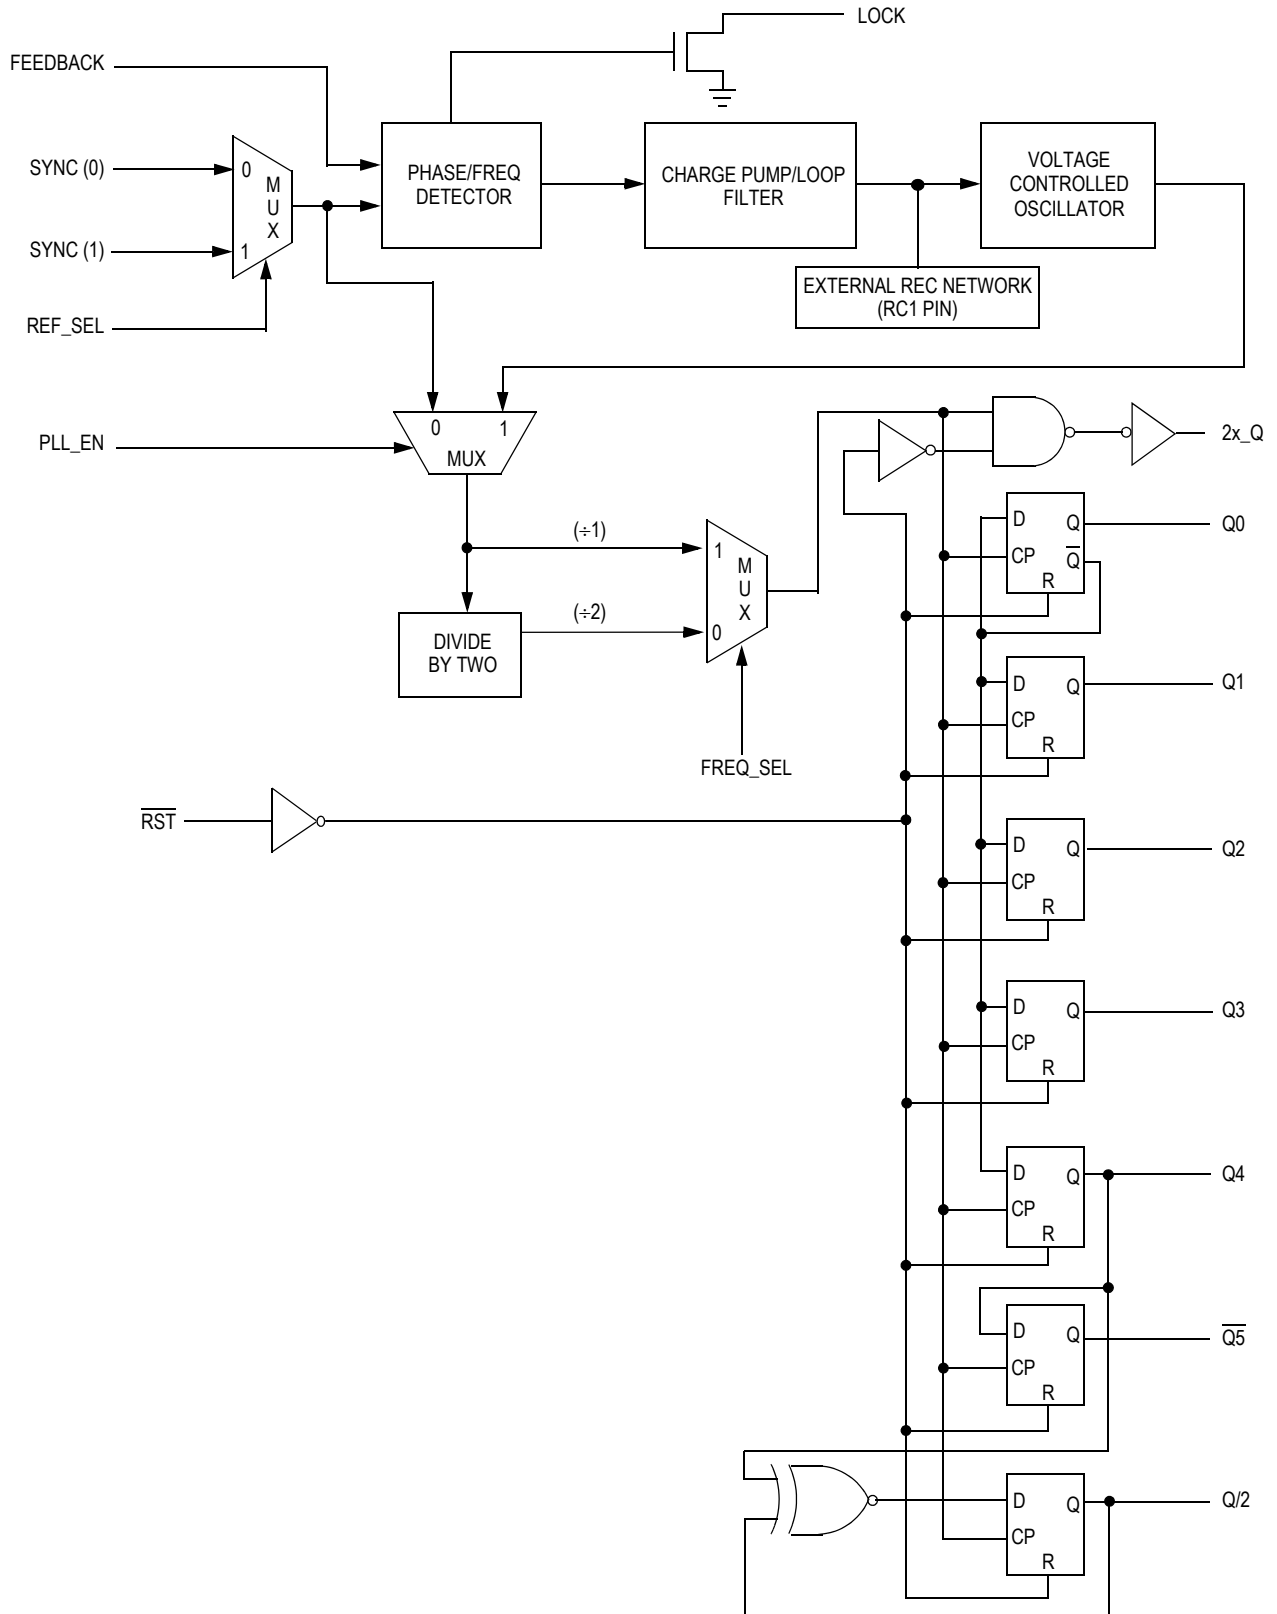 LOCK
FEEDBACK
SYNC (0)
SYNC (1)
REF_SEL
0
1
M
U
X
PHASE/FREQ
DETECTOR
CHARGE PUMP/LOOP
FILTER
VOLTAGE
CONTROLLED
OSCILLATOR
EXTERNAL REC NETWORK
(RC1 PIN)
PLL_EN
0 1
MUX
2x_Q
(÷1)
(÷2)
DIVIDE
BY TWO
1
0
M
U
X
FREQ_SEL
R̅S̅T̅
D Q
CP Q̅
R
Q0
D Q
CP
R
Q1
D Q
CP
R
Q2
D Q
CP
R
Q3
D Q
CP
R
Q4
D Q
CP
R
Q̅5̅
D Q
CP
R
Q/2